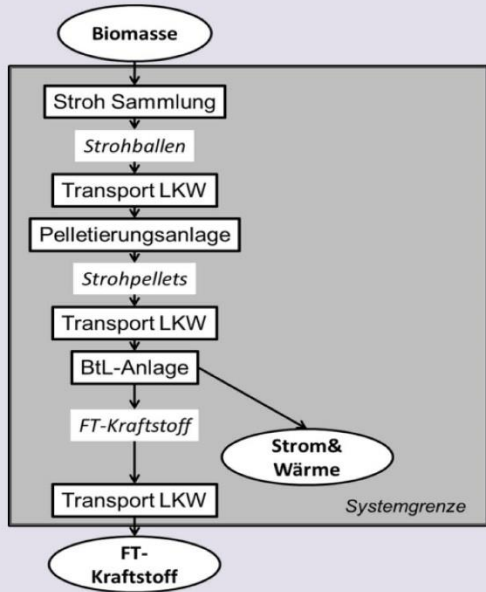 Biomasse
Stroh Sammlung
Strohballen
Transport LKW
Pelletierungsanlage
Strohpellets
Transport LKW
BtL-Anlage
FT-Kraftstoff
Strom&
Wärme
Transport LKW
Systemgrenze
FT-
Kraftstoff